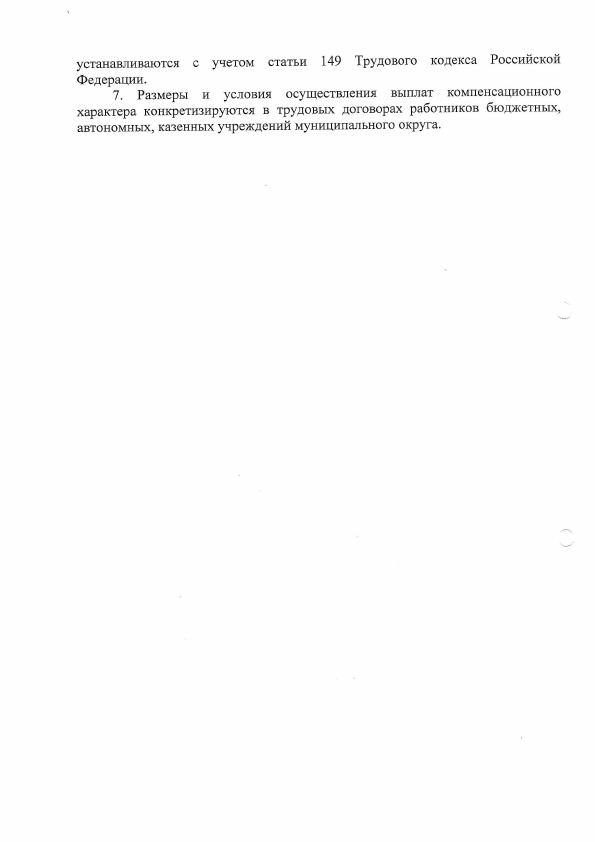 устанавливаются с учетом статьи 149 Трудового кодекса Российской
Федерации.
7. Размеры и условия осуществления выплат компенсационного
характера конкретизируются в трудовых договорах работников бюджетных,
автономных, казенных учреждений муниципального округа.